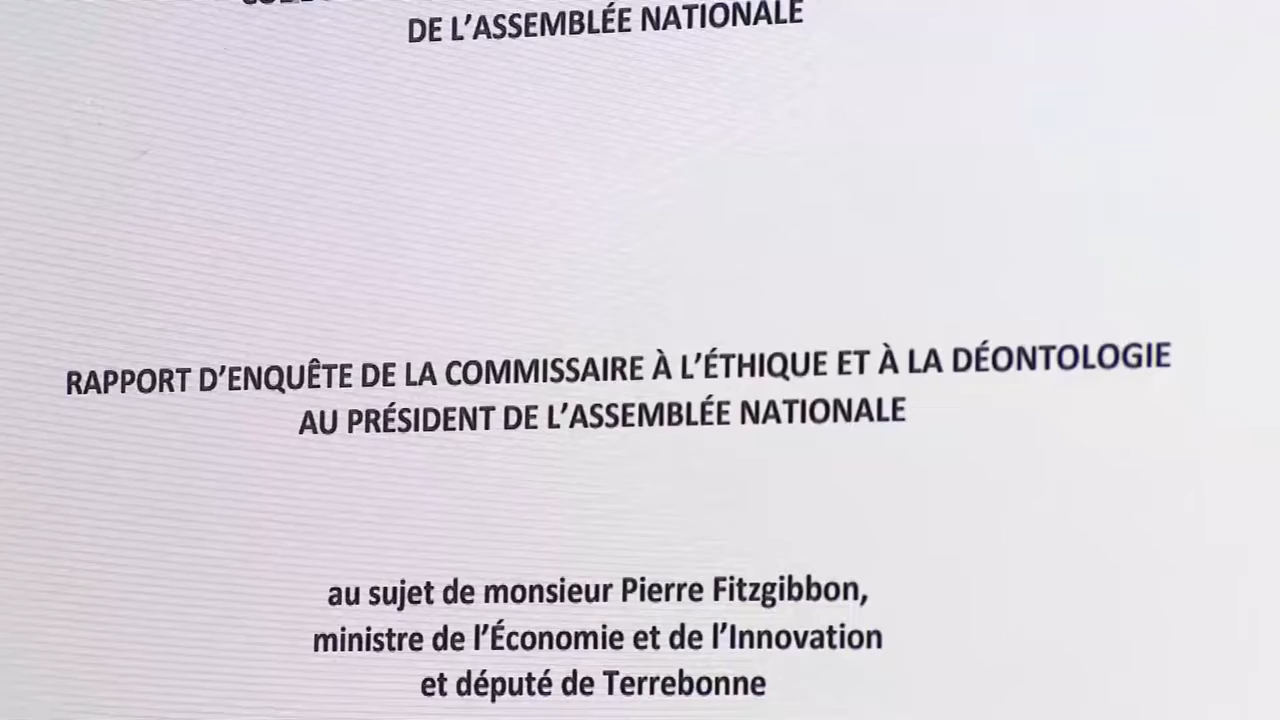 DE L'ASSEMBLÉE NATIONALE
RAPPORT D'ENQUÊTE DE LA COMMISSAIRE À L'ÉTHIQUE ET À LA DÉONTOLOGIE
AU PRÉSIDENT DE L'ASSEMBLÉE NATIONALE
au sujet de monsieur Pierre Fitzgibbon,
ministre de l'Économie et de l'Innovation
et député de Terrebonne